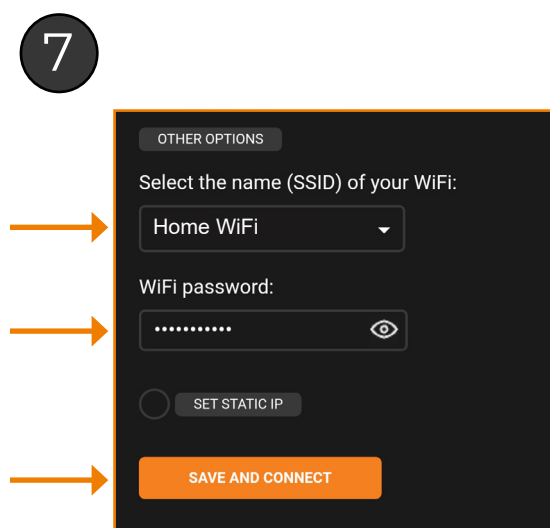 7
OTHER OPTIONS
Select the name (SSID) of your WiFi:
Home WiFi
WiFi password:
•••••••••••
SET STATIC IP
SAVE AND CONNECT